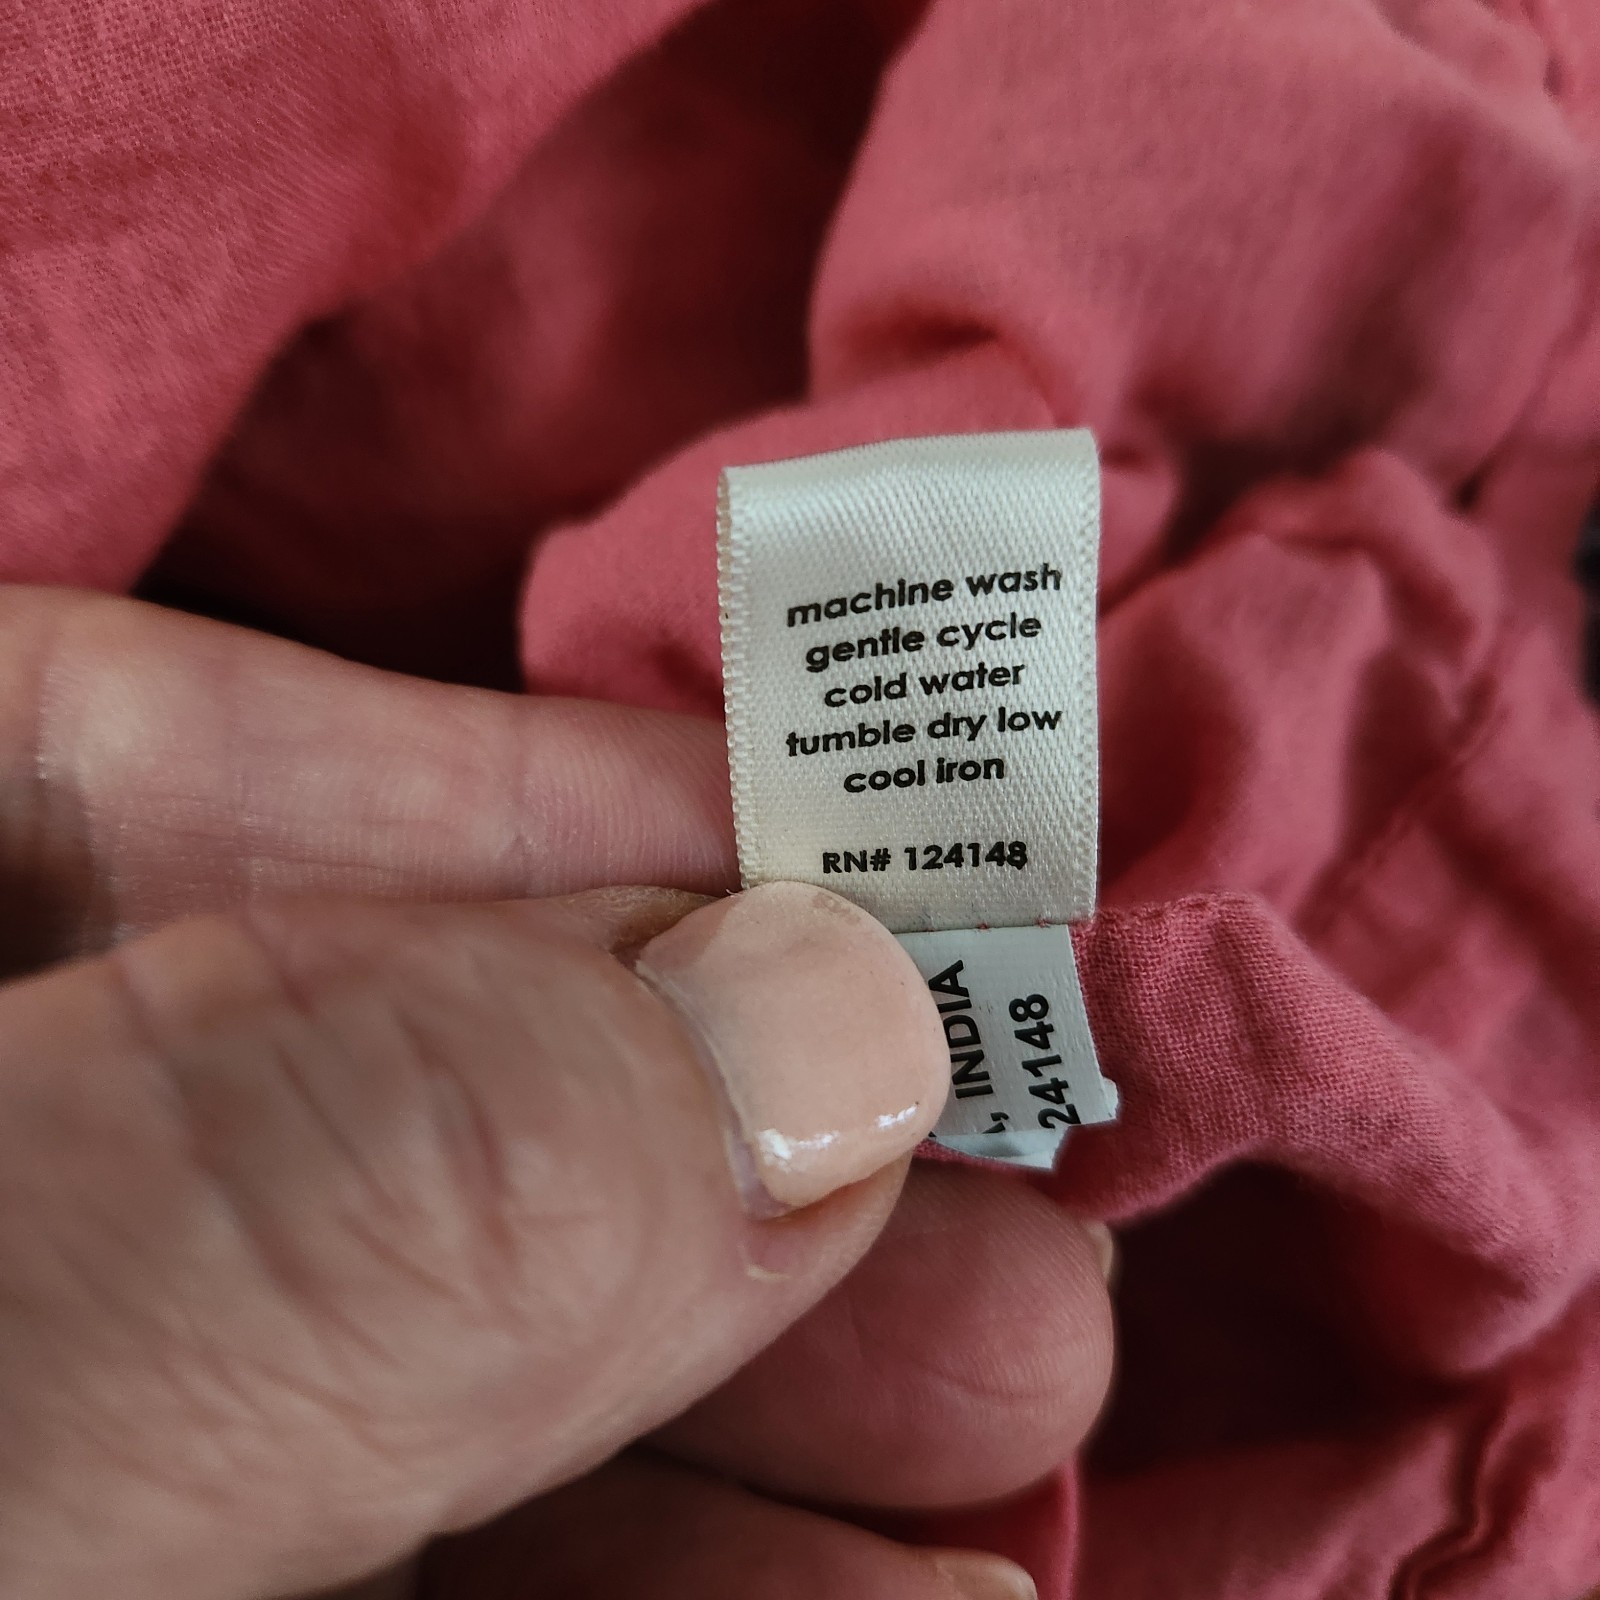 machine wash
gentle cycle
cold water
tumble dry low
cool iron
RN# 124148
, INDIA
24148